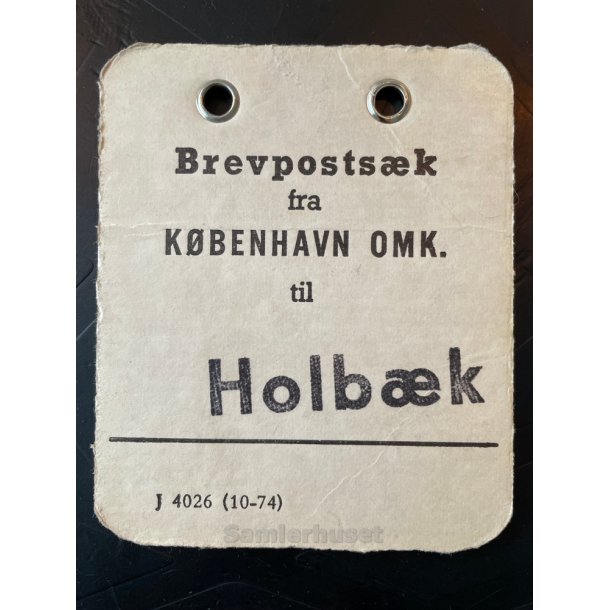 Brevpostsæk
fra
KØBENHAVN OMK.
til
Holbæk
J 4026 (10-74)
Samlerhuset